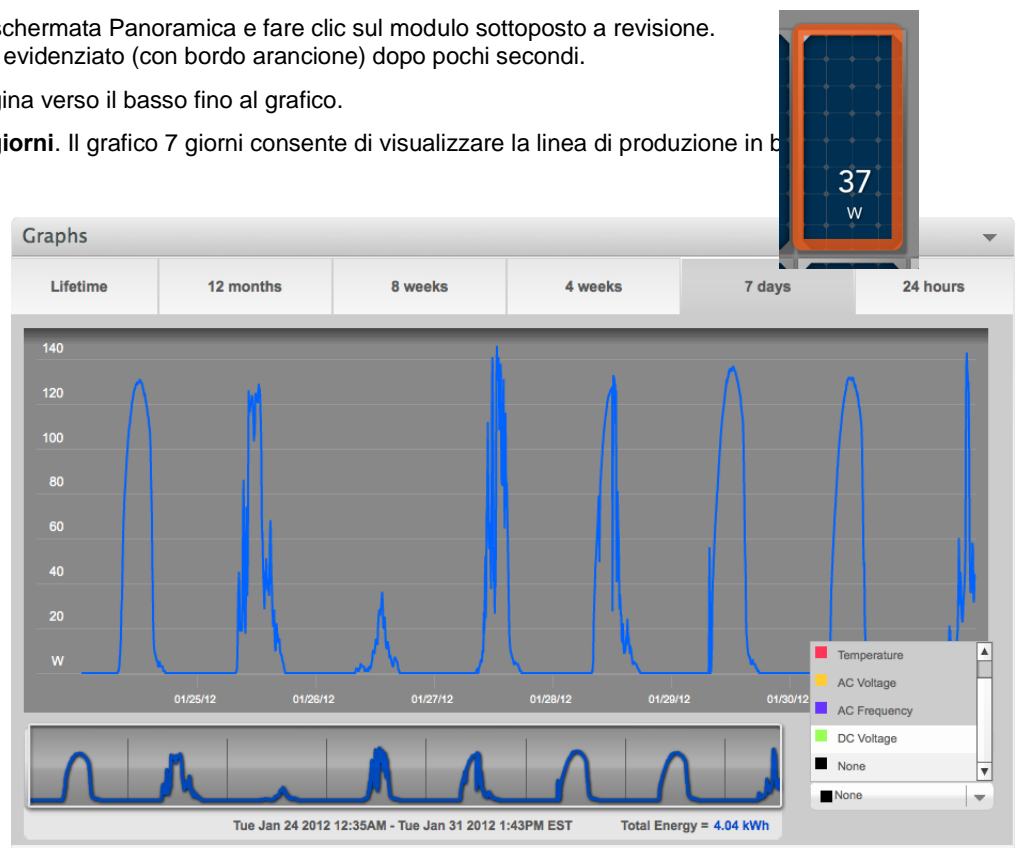 schermata Panoramica e fare clic sul modulo sottoposto a revisione.
evidenziato (con bordo arancione) dopo pochi secondi.
verso il basso fino al grafico.
giorni. Il grafico 7 giorni consente di visualizzare la linea di produzione in
37
W
Graphs
Lifetime 12 months 8 weeks 4 weeks 7 days 24 hours
140
120
100
80
60
40
20
W
01/25/12 01/26/12 01/27/12 01/28/12 01/29/12 01/30/12
Temperature
AC Voltage
AC Frequency
DC Voltage
None
None
Tue Jan 24 2012 12:35AM - Tue Jan 31 2012 1:43PM EST Total Energy = 4.04 kWh